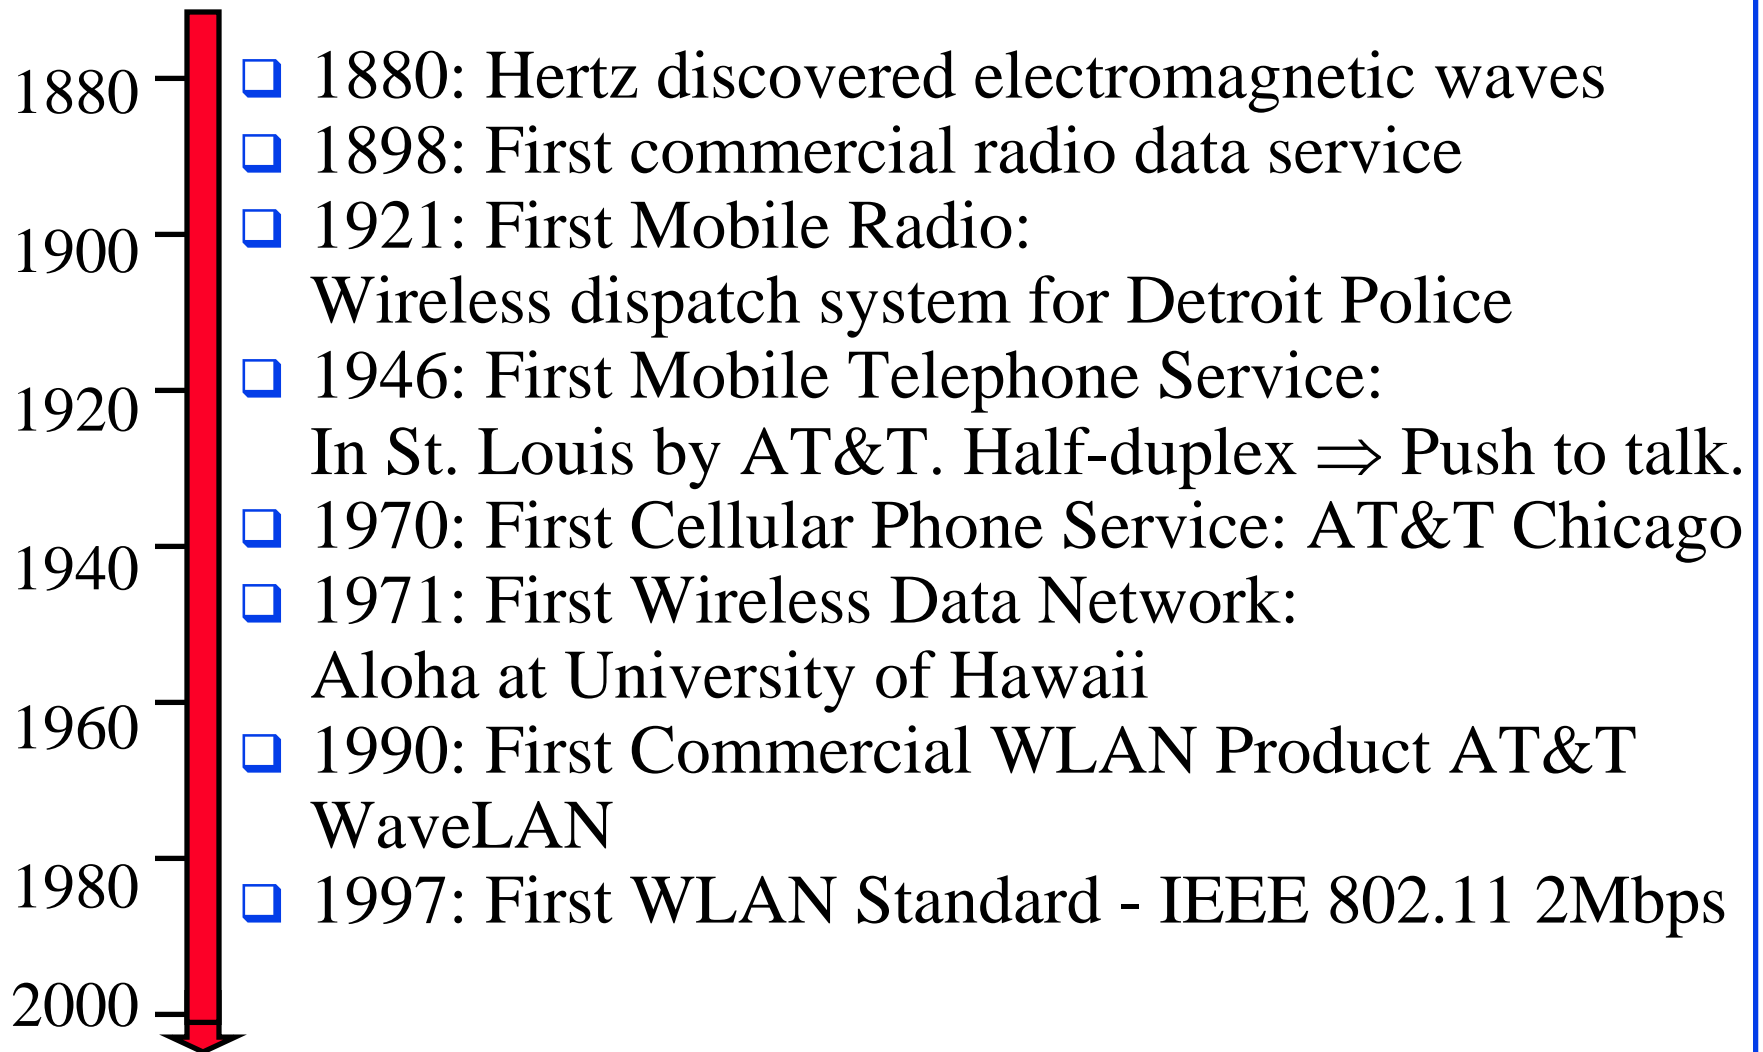 1880
1900
1920
1940
1960
1980
2000
❑ 1880: Hertz discovered electromagnetic waves
❑ 1898: First commercial radio data service
❑ 1921: First Mobile Radio:
Wireless dispatch system for Detroit Police
❑ 1946: First Mobile Telephone Service:
In St. Louis by AT&T. Half-duplex ⇒ Push to talk.
❑ 1970: First Cellular Phone Service: AT&T Chicago
❑ 1971: First Wireless Data Network:
Aloha at University of Hawaii
❑ 1990: First Commercial WLAN Product AT&T
WaveLAN
❑ 1997: First WLAN Standard - IEEE 802.11 2Mbps